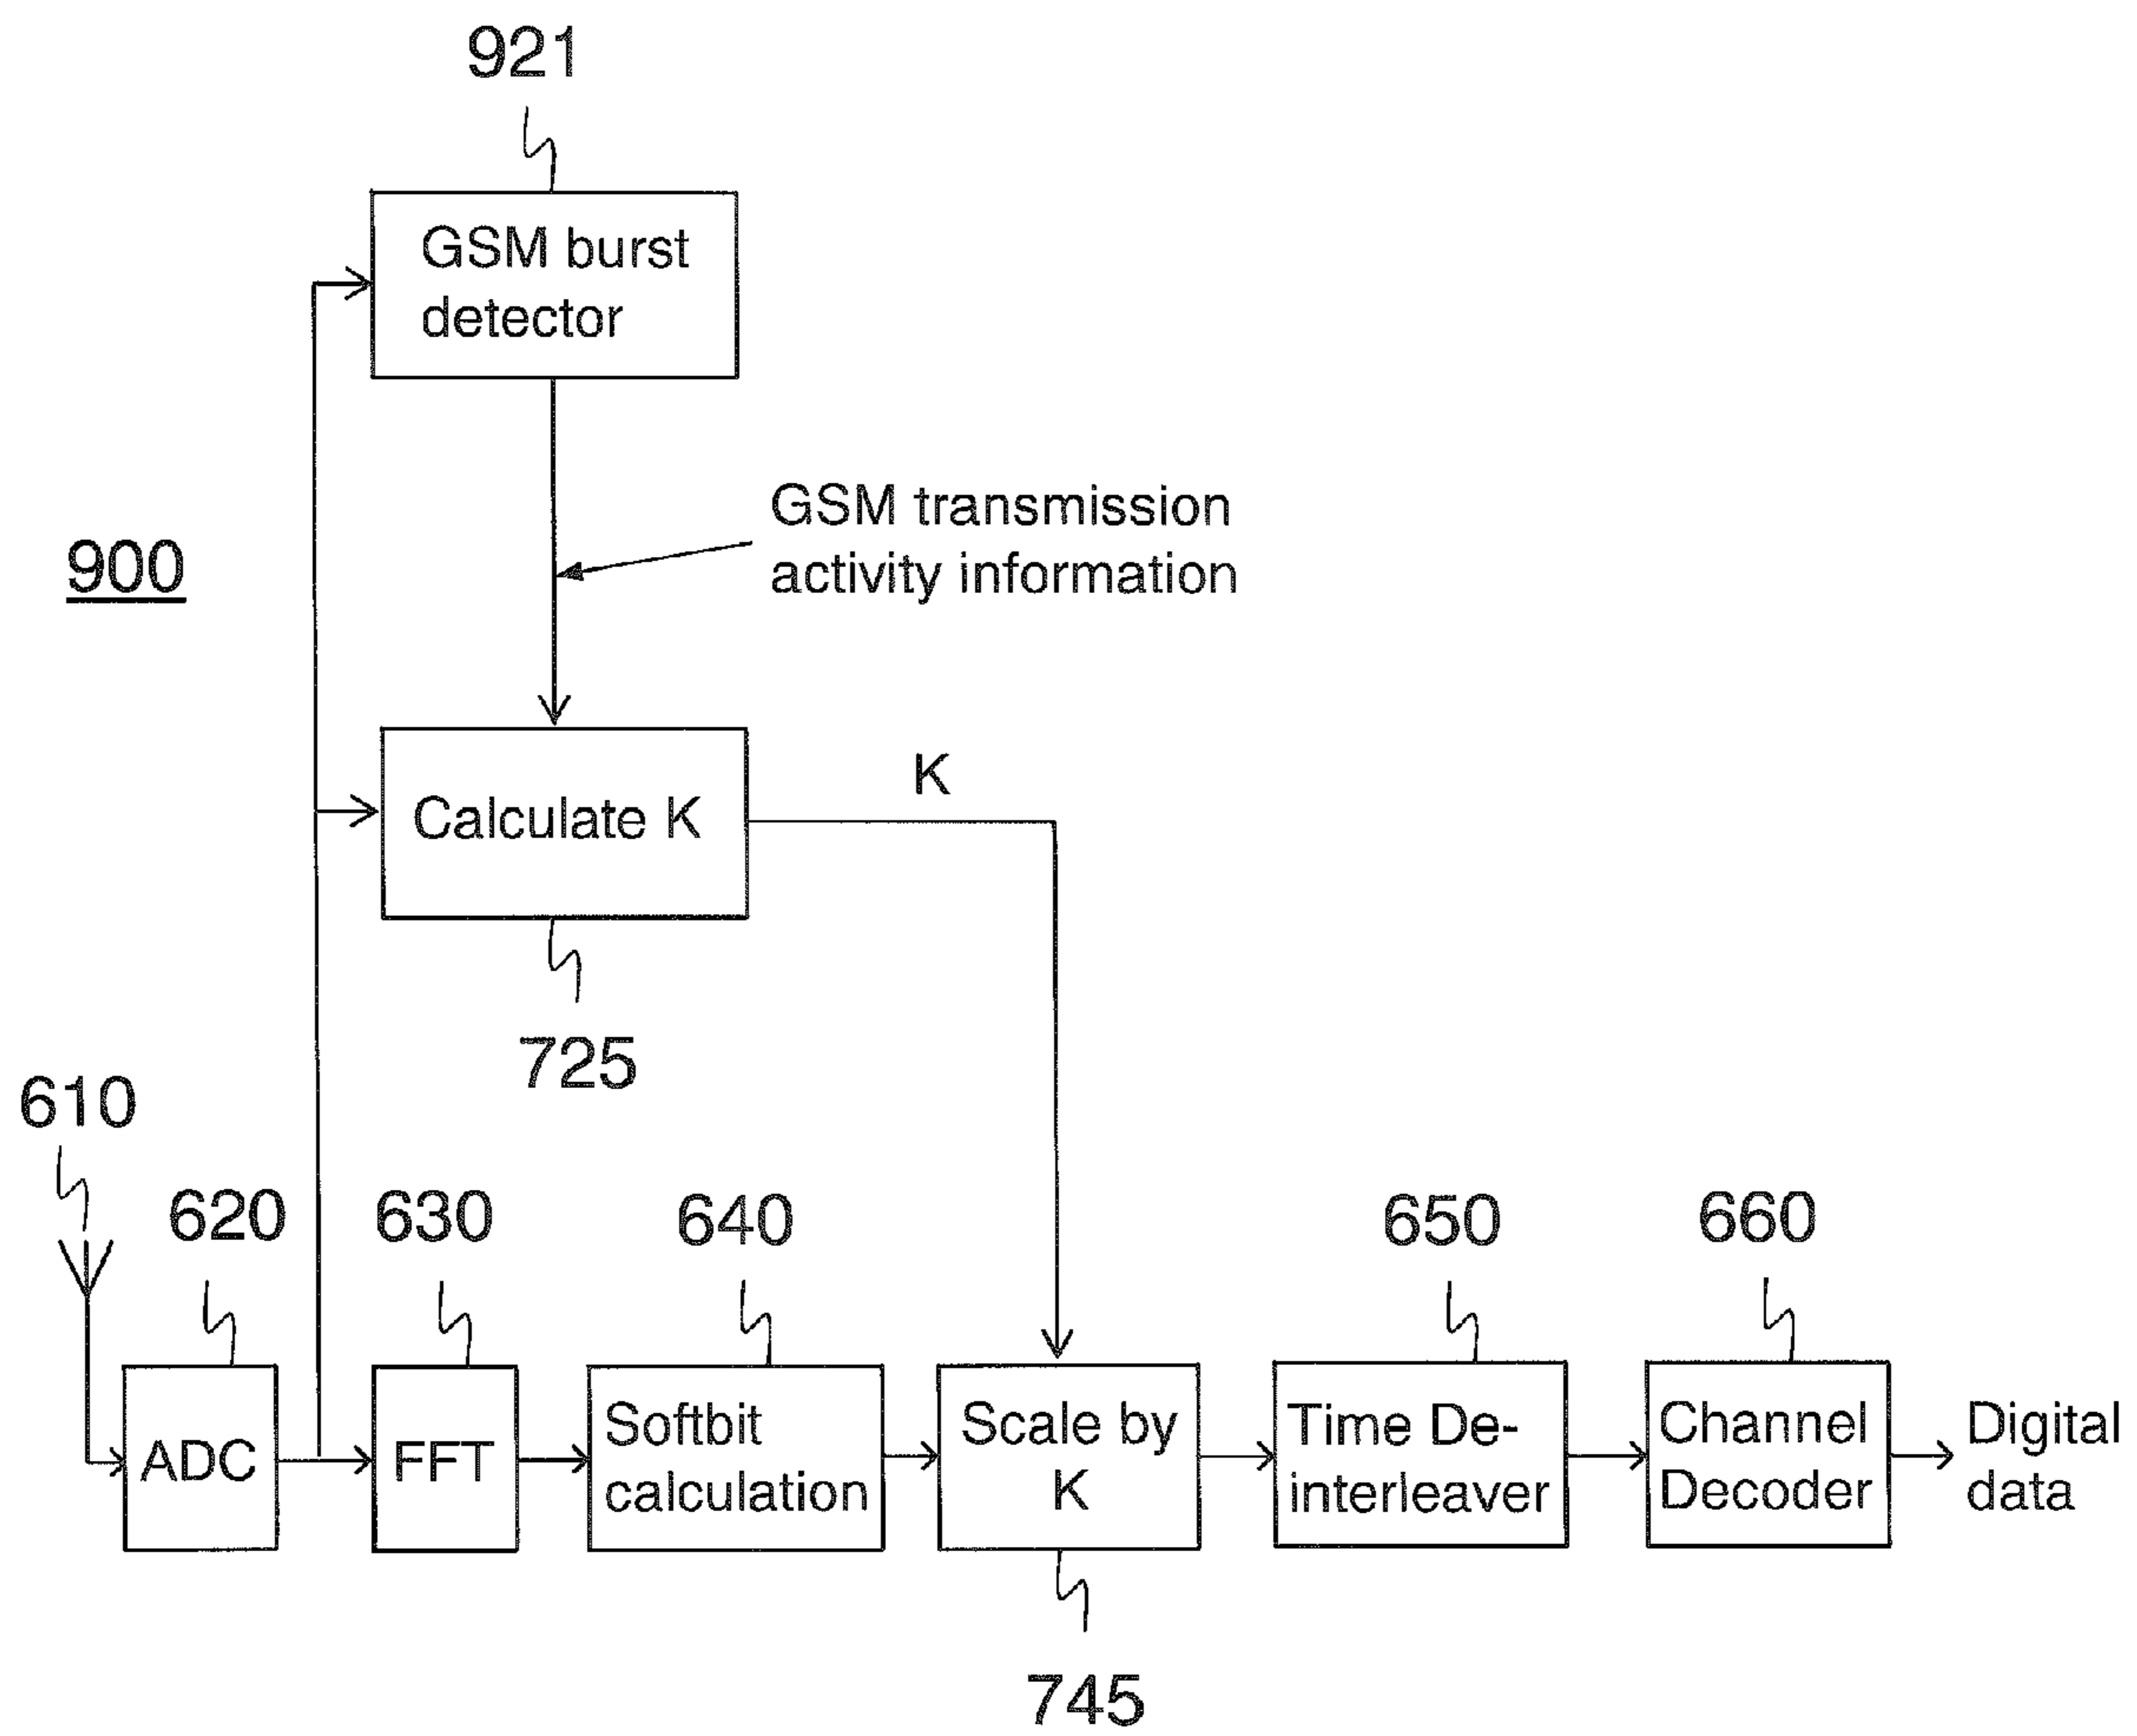 921
GSM burst
detector
GSM transmission
activity information
900
K
Calculate K
725
610
620
630
640
650
660
ADC
FFT
Softbit
calculation
Scale by
K
Time De-
interleaver
Channel
Decoder
Digital
data
745